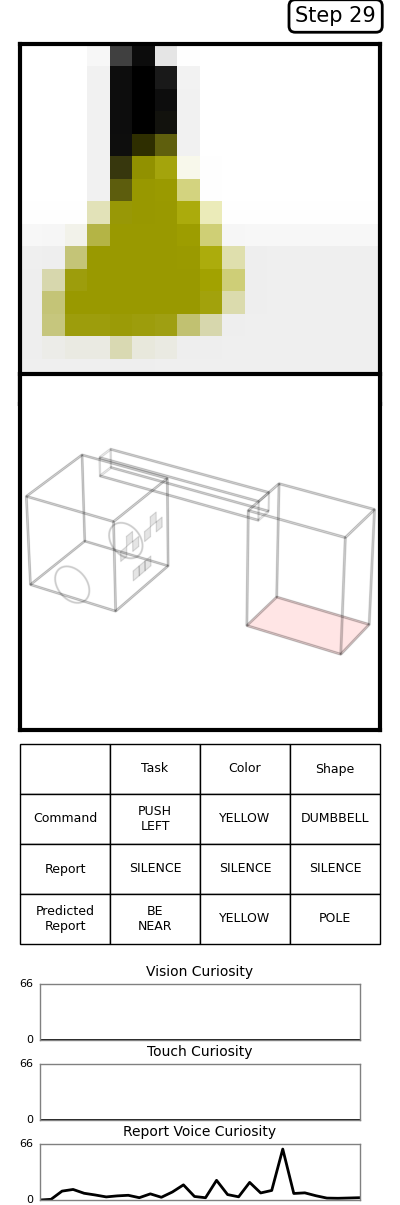 Step 29
Task Color Shape
Command PUSH LEFT YELLOW DUMBBELL
Report SILENCE SILENCE SILENCE
Predicted Report BE NEAR YELLOW POLE
Vision Curiosity
66
0
Touch Curiosity
66
0
Report Voice Curiosity
66
0